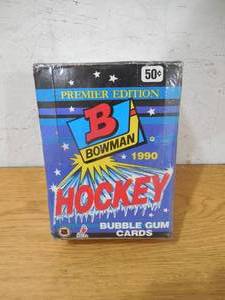 50¢
PREMIER EDITION
B
BOWMAN
1990
HOCKEY
BUBBLE GUM
CARDS